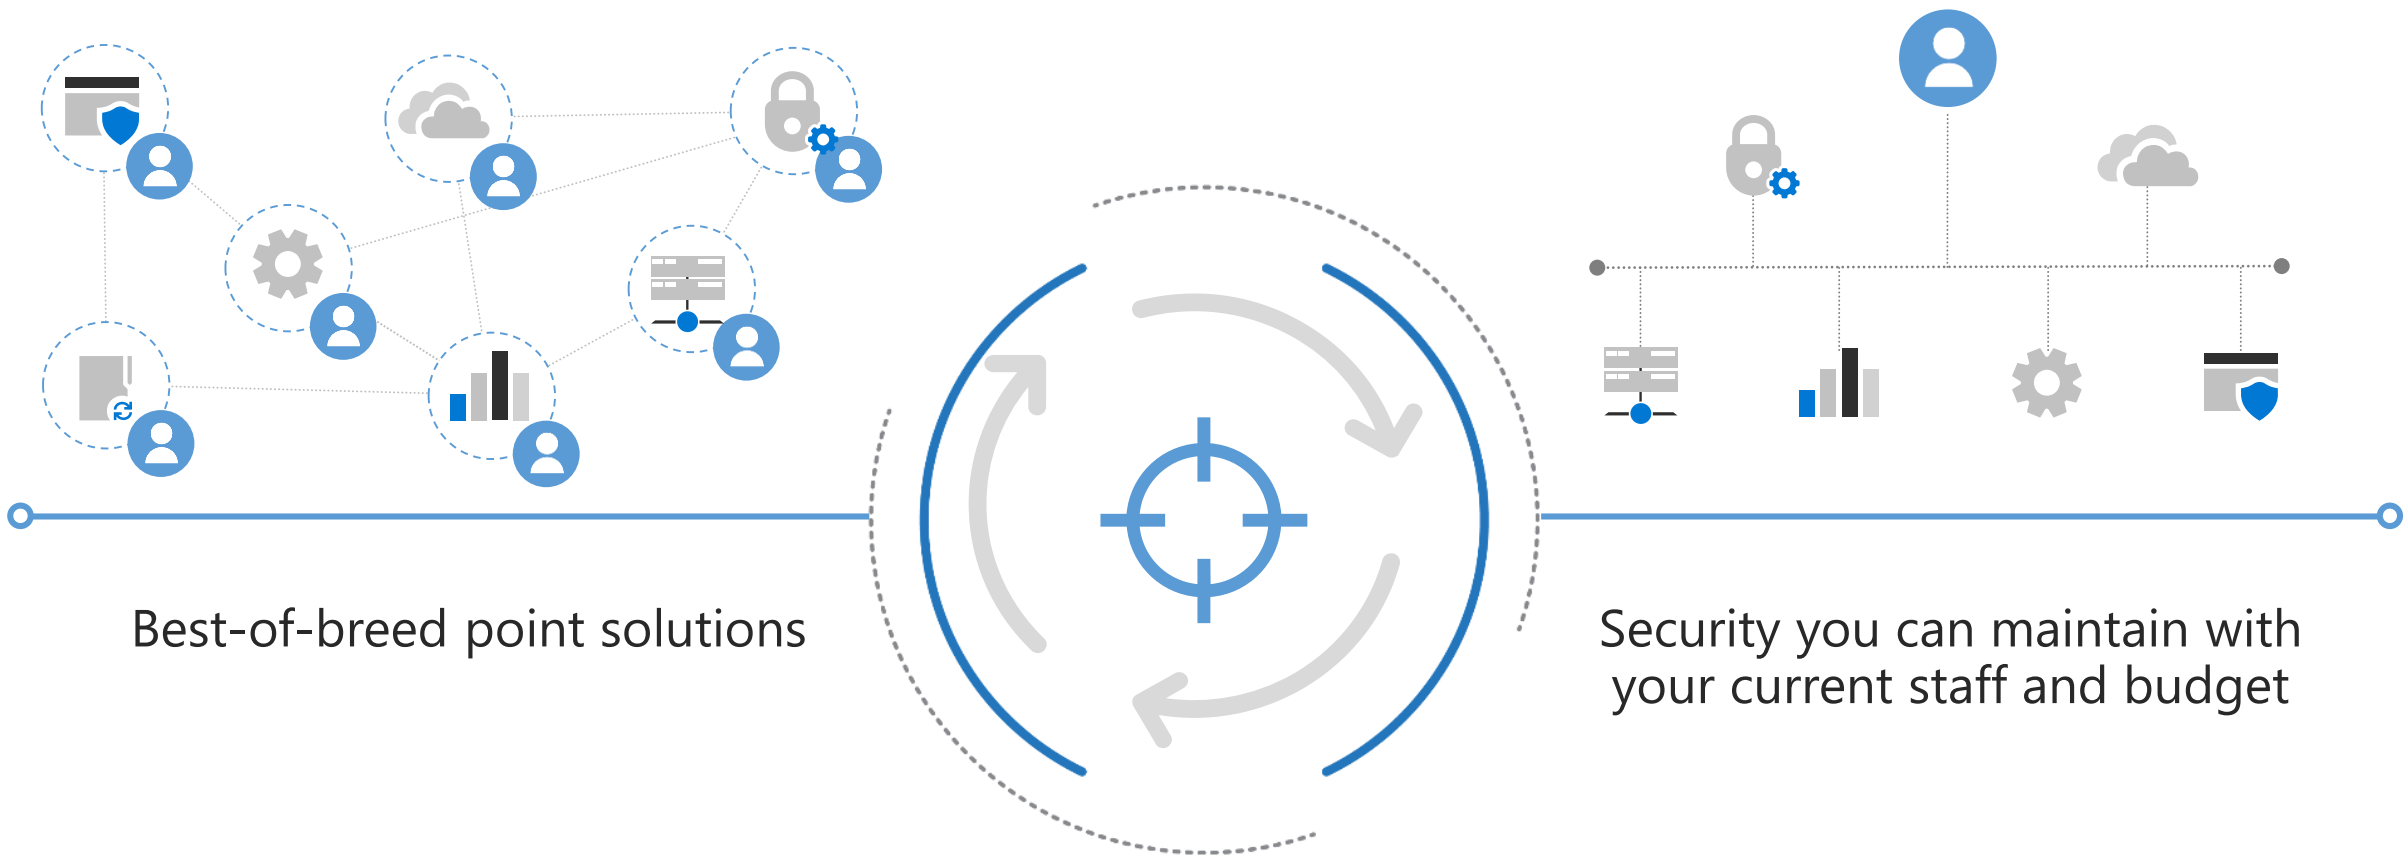 Best-of-breed point solutions
Security you can maintain with
your current staff and budget